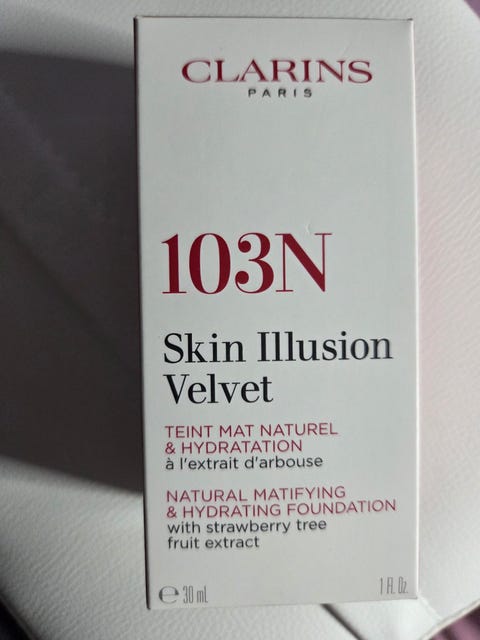 CLARINS
PARIS
103N
Skin Illusion
Velvet
TEINT MAT NATUREL
& HYDRATATION
à l'extrait d'arbouse
NATURAL MATIFYING
& HYDRATING FOUNDATION
with strawberry tree
fruit extract
℮ 30 mL 1 Fl. Oz.